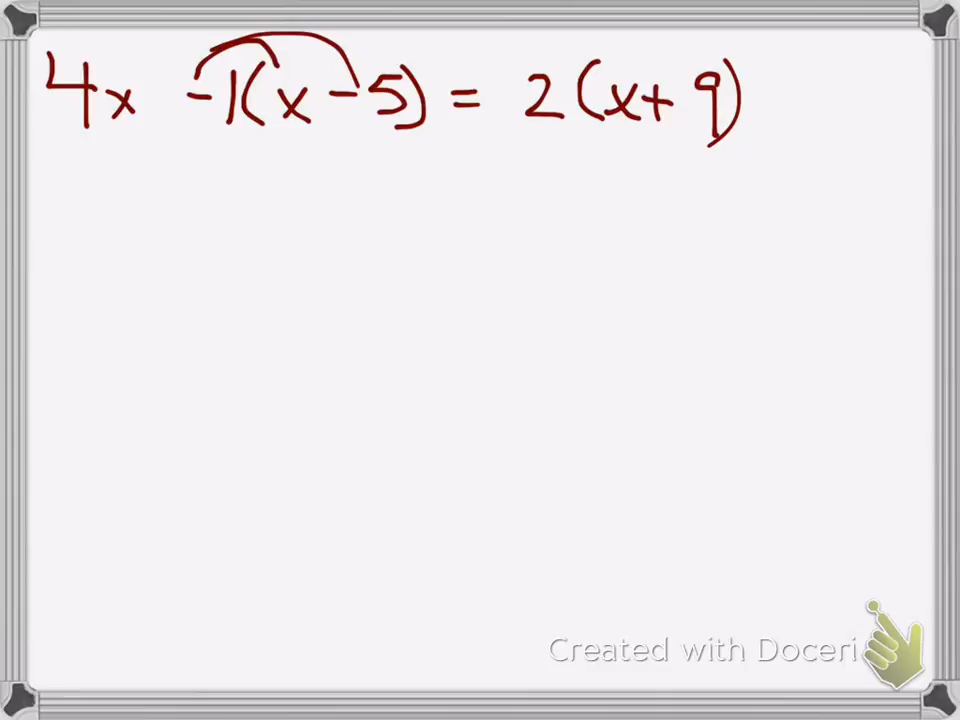 4x -1(x - 5) = 2(x + 9)
Created with Doceri